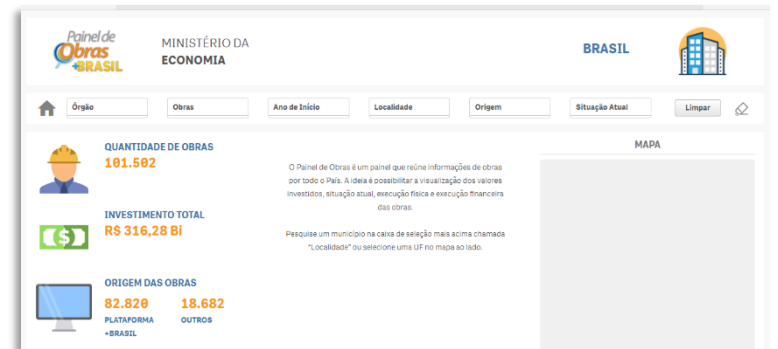 Painel de
Obras
+BRASIL
MINISTÉRIO DA
ECONOMIA
BRASIL
Órgão
Obras
Ano de Início
Localidade
Origem
Situação Atual
Limpar
QUANTIDADE DE OBRAS
101.502
INVESTIMENTO TOTAL
R$ 316,28 Bi
ORIGEM DAS OBRAS
82.820
18.682
PLATAFORMA
+BRASIL
OUTROS
O Painel de Obras é um painel que reúne informações de obras
por todo o País. A ideia é possibilitar a visualização dos valores
investidos, situação atual, execução física e execução financeira
das obras.
Pesquise um município na caixa de seleção mais acima chamada
"Localidade" ou selecione uma UF no mapa ao lado.
MAPA